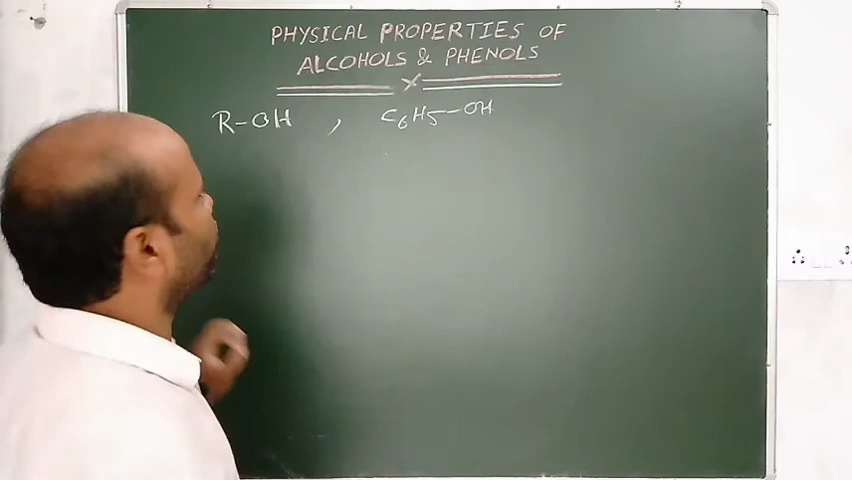 PHYSICAL PROPERTIES OF
ALCOHOLS & PHENOLS
R-OH , C6H5-OH